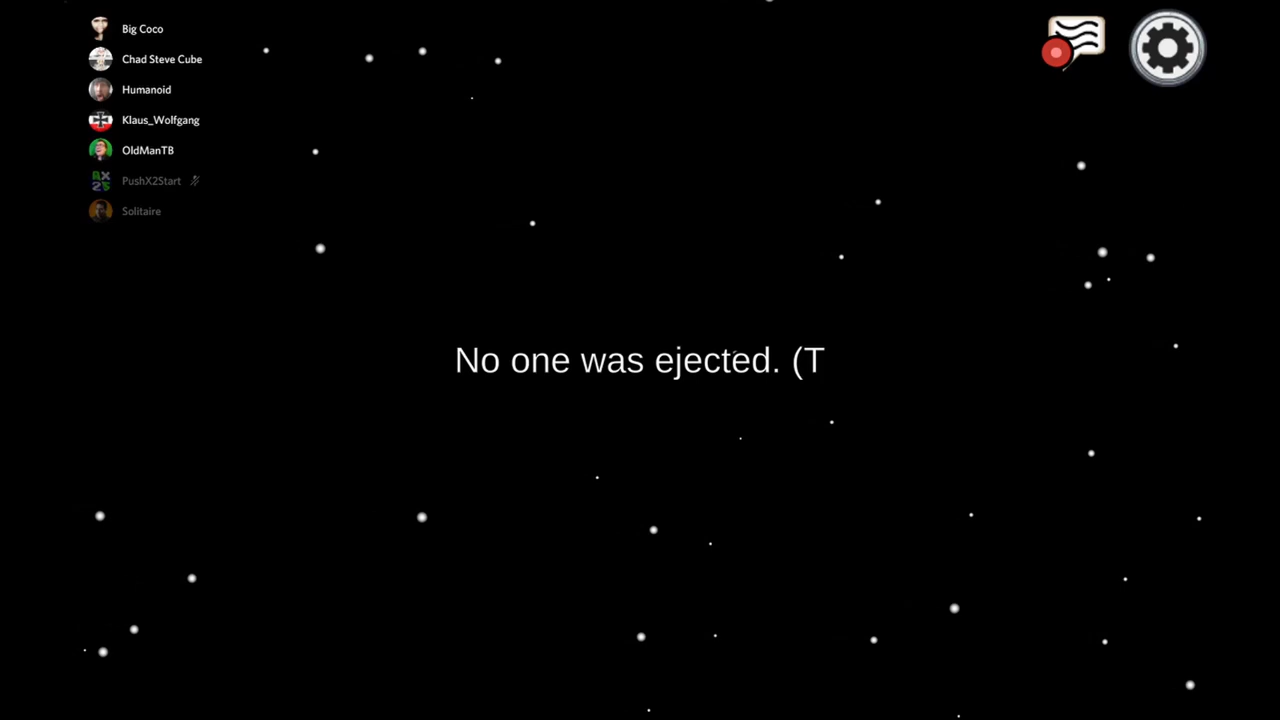 Big Coco
Chad Steve Cube
Humanoid
Klaus_Wolfgang
OldManTB
PushX2Start
Solitaire
No one was ejected. (T